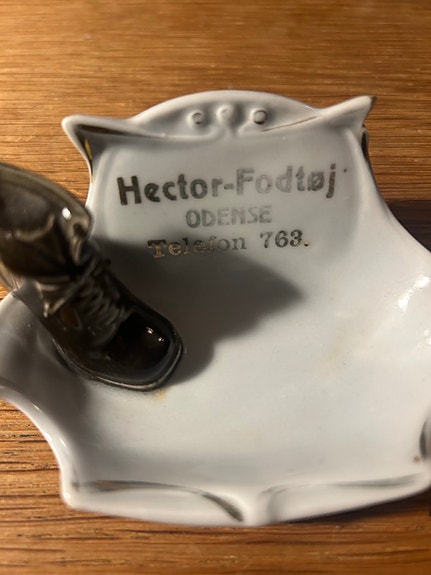 Hector-Fodtøj
ODENSE
Telefon 763.